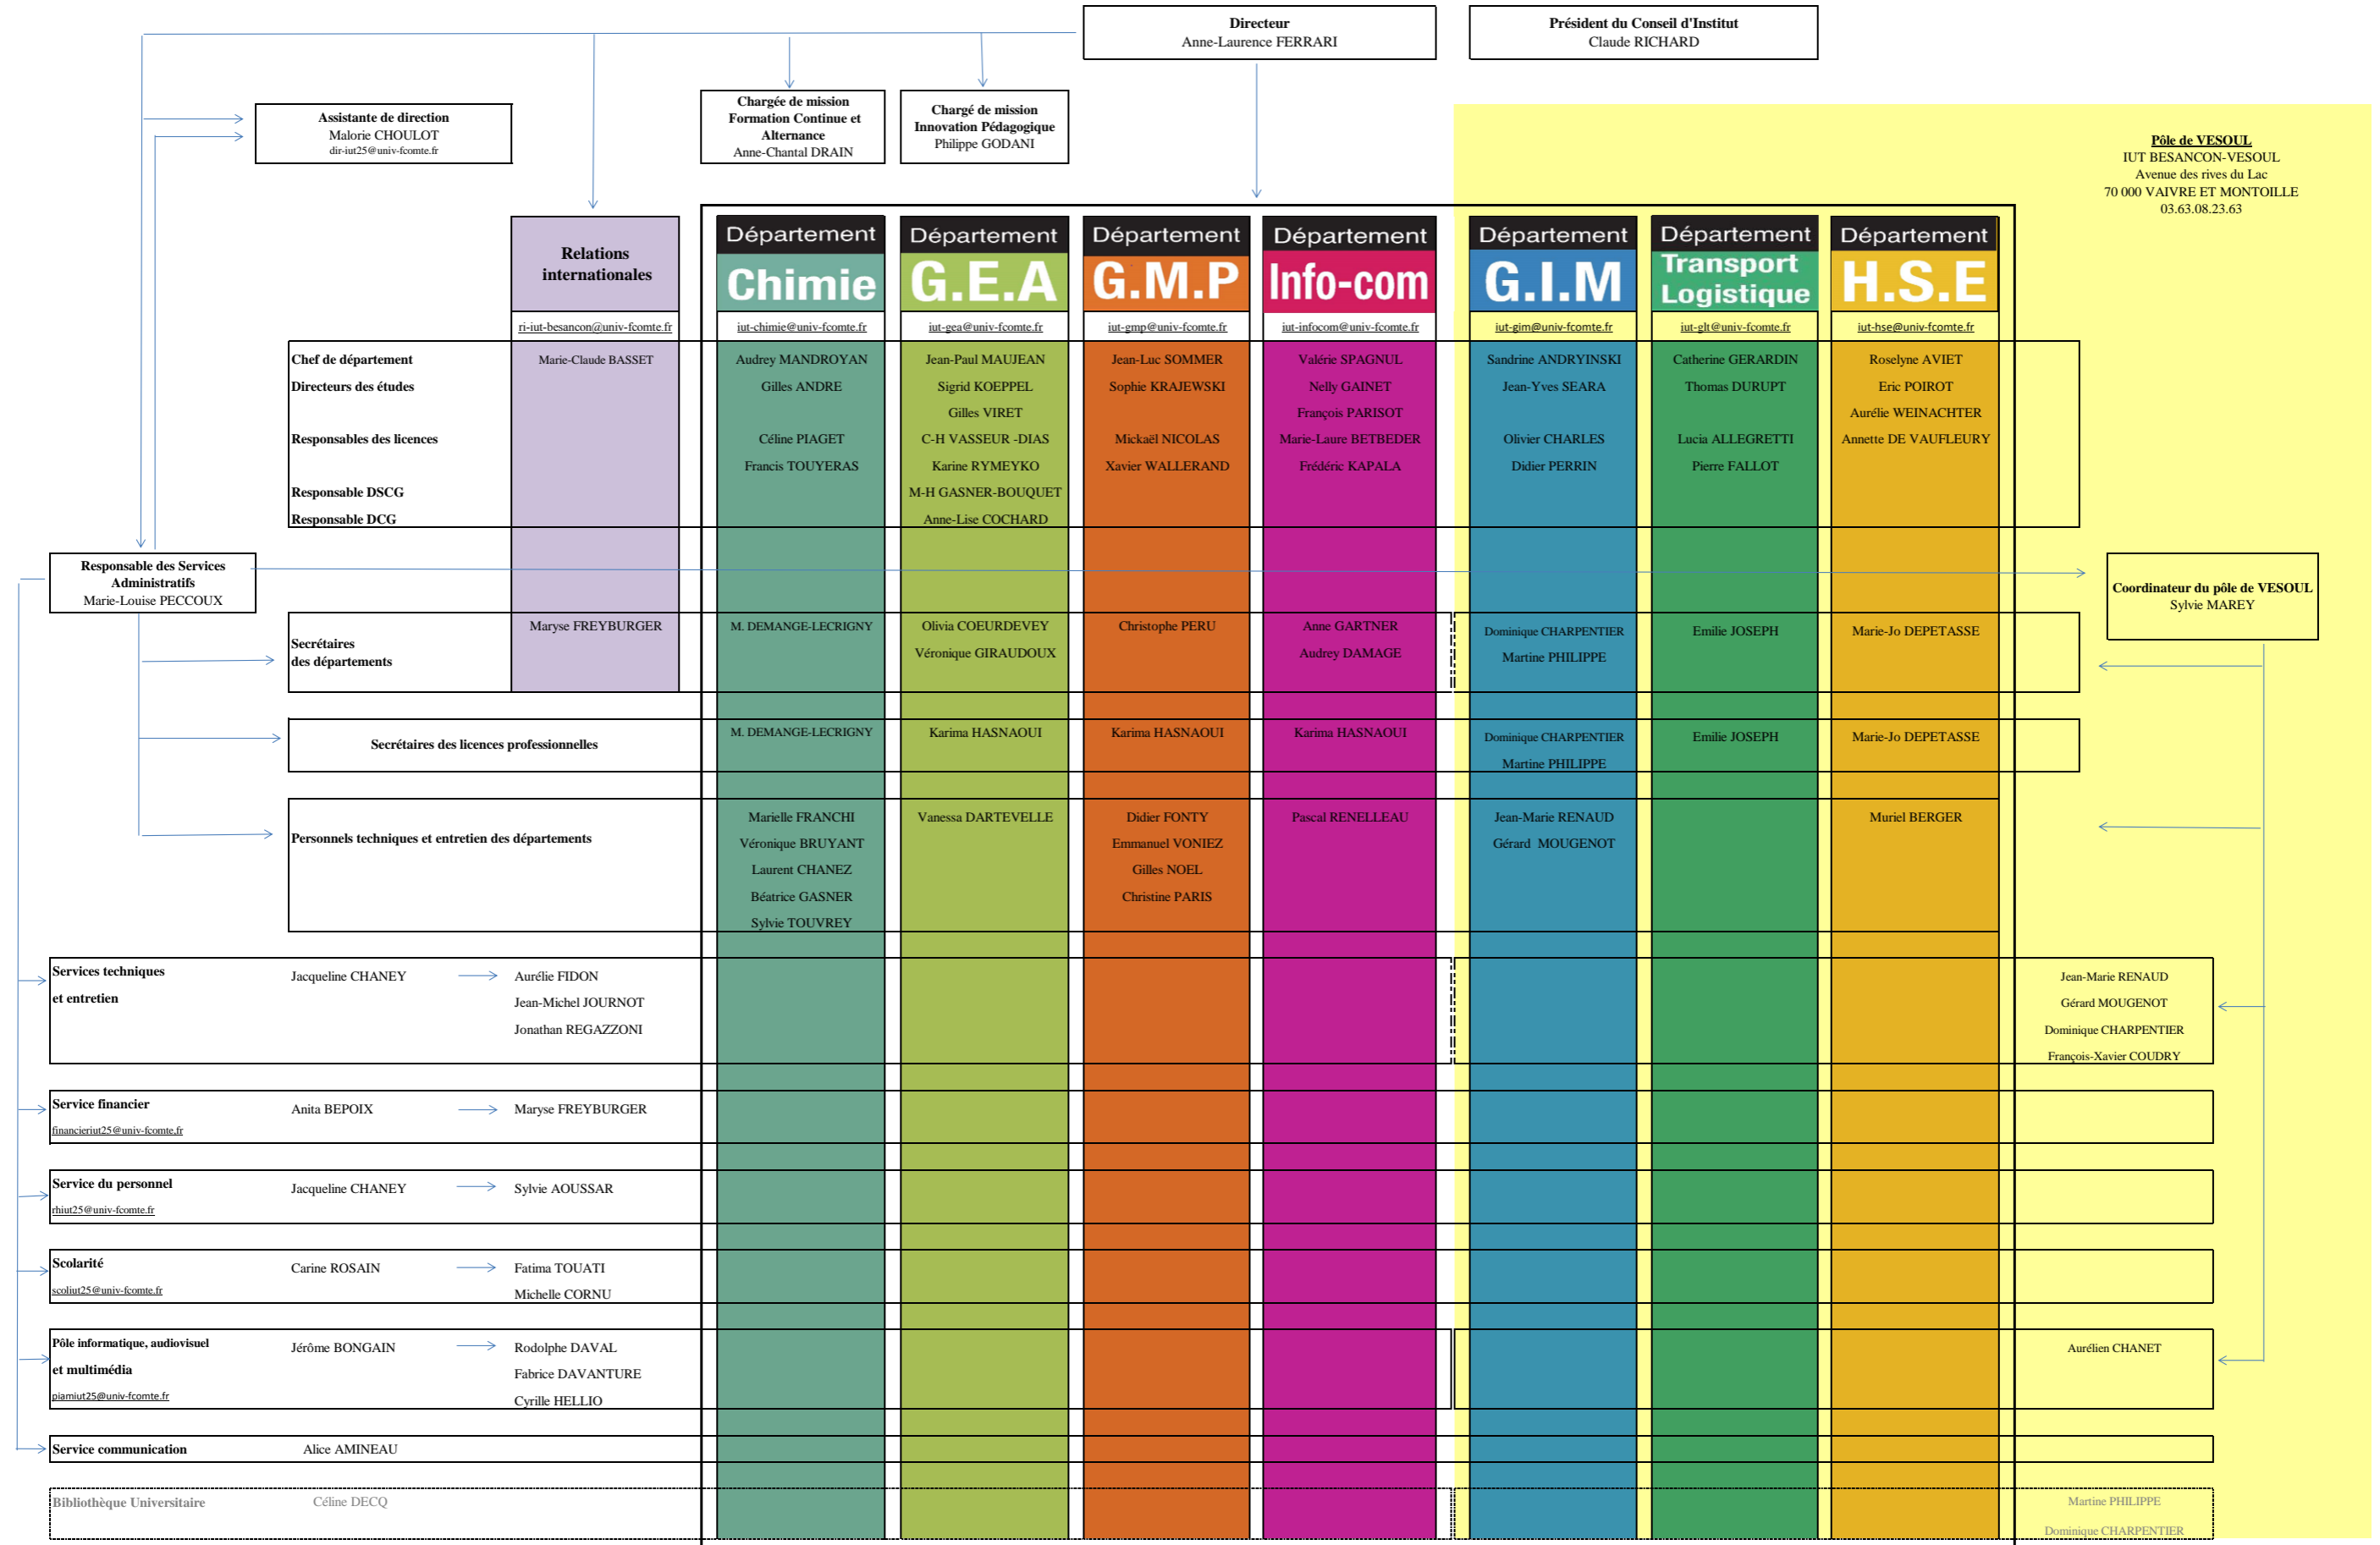 Directeur
Anne-Laurence FERRARI
Président du Conseil d'Institut
Claude RICHARD
Assistante de direction
Malorie CHOULOT
dir-iut25@univ-fcomte.fr
Chargée de mission
Formation Continue et
Alternance
Anne-Chantal DRAIN
Chargé de mission
Innovation Pédagogique
Philippe GODANI
Pôle de VESOUL
IUT BESANCON-VESOUL
Avenue des rives du Lac
70 000 VAIVRE ET MONTOILLE
03.63.08.23.63
Relations
internationales
Département
Chimie
Département
G.E.A
Département
G.M.P
Département
Info-com
Département
G.I.M
Département
Transport
Logistique
Département
H.S.E
ri-iut-besancon@univ-fcomte.fr iut-chimie@univ-fcomte.fr iut-gea@univ-fcomte.fr iut-gmp@univ-fcomte.fr iut-infocom@univ-fcomte.fr iut-gim@univ-fcomte.fr iut-glt@univ-fcomte.fr iut-hse@univ-fcomte.fr
Chef de département Marie-Claude BASSET Audrey MANDROYAN Jean-Paul MAUJEAN Jean-Luc SOMMER Valérie SPAGNUL Sandrine ANDRYINSKI Catherine GERARDIN Roselyne AVIET
Directeurs des études Gilles ANDRE Sigrid KOEPPEL Sophie KRAJEWSKI Nelly GAINET Jean-Yves SEARA Thomas DURUPT Eric POIROT
Gilles VIRET François PARISOT Aurélie WEINACHTER
Responsables des licences Céline PIAGET C-H VASSEUR -DIAS Mickaël NICOLAS Marie-Laure BETBEDER Olivier CHARLES Lucia ALLEGRETTI Annette DE VAUFLEURY
Francis TOUYERAS Karine RYMEYKO Xavier WALLERAND Frédéric KAPALA Didier PERRIN Pierre FALLOT
Responsable DSCG M-H GASNER-BOUQUET
Responsable DCG Anne-Lise COCHARD
Responsable des Services
Administratifs
Marie-Louise PECCOUX
Coordinateur du pôle de VESOUL
Sylvie MAREY
Secrétaires
des départements
Maryse FREYBURGER M. DEMANGE-LECRIGNY Olivia COEURDEVEY Christophe PERU Anne GARTNER Dominique CHARPENTIER Emilie JOSEPH Marie-Jo DEPETASSE
Véronique GIRAUDOUX Audrey DAMAGE Martine PHILIPPE
Secrétaires des licences professionnelles M. DEMANGE-LECRIGNY Karima HASNAOUI Karima HASNAOUI Karima HASNAOUI Dominique CHARPENTIER Emilie JOSEPH Marie-Jo DEPETASSE
Martine PHILIPPE
Personnels techniques et entretien des départements
Marielle FRANCHI Vanessa DARTEVELLE Didier FONTY Pascal RENELLEAU Jean-Marie RENAUD Muriel BERGER
Véronique BRUYANT Emmanuel VONIEZ Gérard MOUGENOT
Laurent CHANEZ Gilles NOEL
Béatrice GASNER Christine PARIS
Sylvie TOUVREY
Services techniques Jacqueline CHANEY Aurélie FIDON Jean-Marie RENAUD
et entretien Jean-Michel JOURNOT Gérard MOUGENOT
Jonathan REGAZZONI Dominique CHARPENTIER
François-Xavier COUDRY
Service financier Anita BEPOIX Maryse FREYBURGER
financieriut25@univ-fcomte,fr
Service du personnel Jacqueline CHANEY Sylvie AOUSSAR
rhiut25@univ-fcomte.fr
Scolarité Carine ROSAIN Fatima TOUATI
scoliut25@univ-fcomte.fr Michelle CORNU
Pôle informatique, audiovisuel Jérôme BONGAIN Rodolphe DAVAL Aurélien CHANET
et multimédia Fabrice DAVANTURE
piamiut25@univ-fcomte.fr Cyrille HELLIO
Service communication Alice AMINEAU
Bibliothèque Universitaire Céline DECQ Martine PHILIPPE
Dominique CHARPENTIER